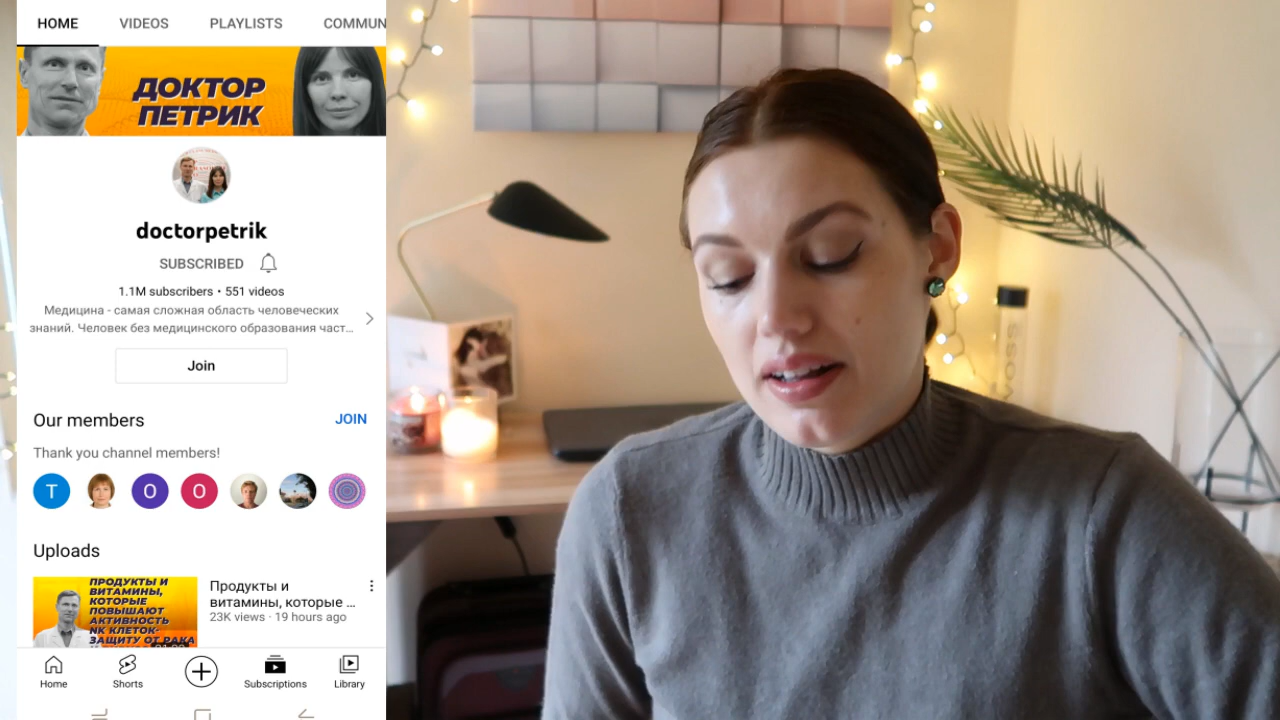 HOME VIDEOS PLAYLISTS COMMUN
ДОКТОР
ПЕТРИК
doctorpetrik
SUBSCRIBED
1.1M subscribers • 551 videos
Медицина - самая сложная область человеческих
знаний. Человек без медицинского образования част...
Join
Our members JOIN
Thank you channel members!
T O O
Uploads
ПРОДУКТЫ И
ВИТАМИНЫ,
КОТОРЫЕ
ПОВЫШАЮТ
АКТИВНОСТЬ
NK КЛЕТОК-
ЗАЩИТУ ОТ РАКА
Продукты и
витамины, которые ...
23K views · 19 hours ago
Home Shorts Subscriptions Library
VOSS